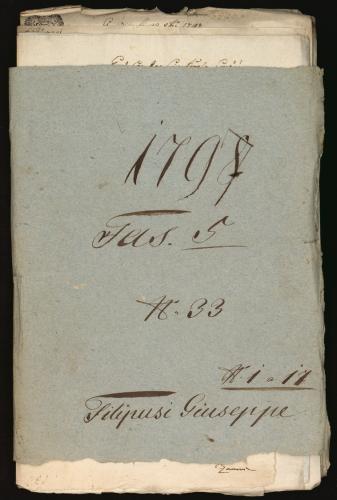 1797
Fas. 5
N. 33
N. 1 a 17
Filipusi Giuseppe